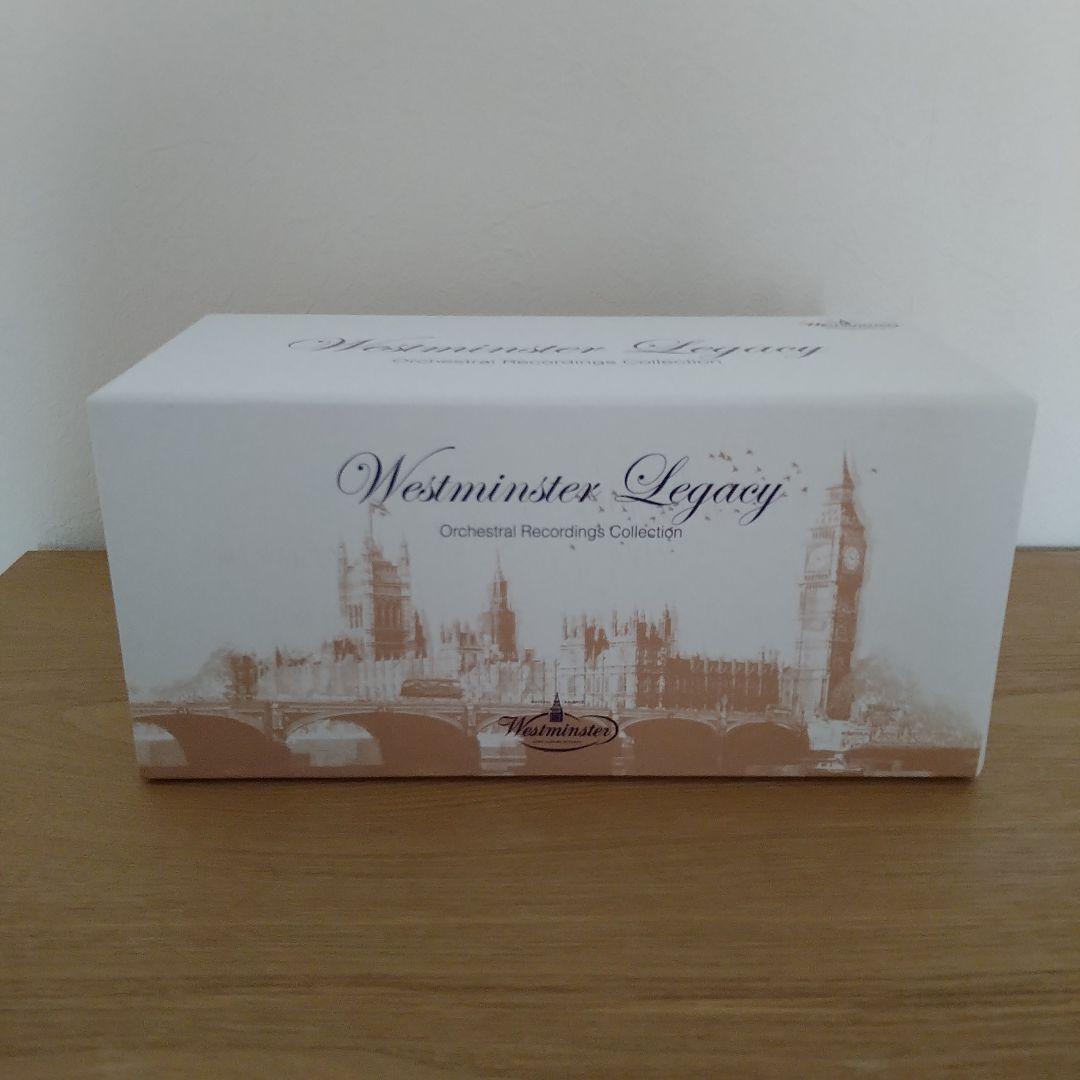 Westminster Legacy
Orchestral Recordings Collection
Westminster Legacy
Orchestral Recordings Collection
Westminster